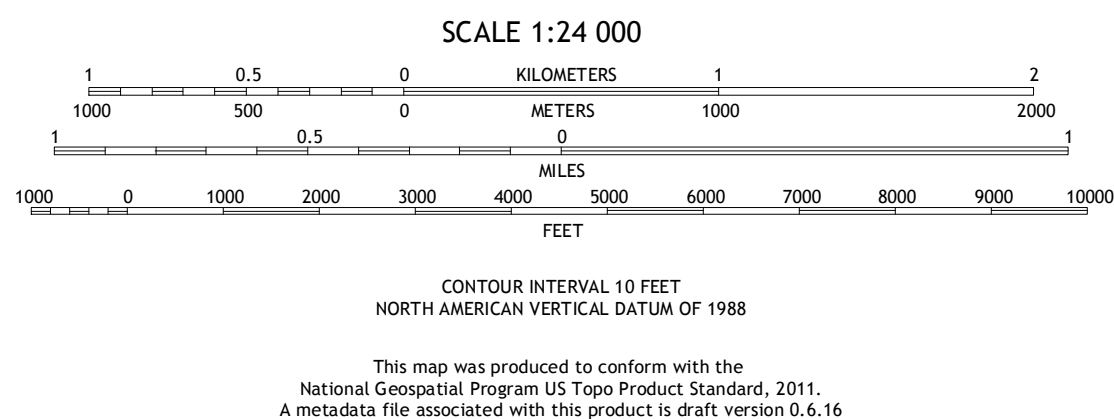 SCALE 1:24 000
1 0.5 0 KILOMETERS 1 2
1000 500 0 METERS 1000 2000
1 0.5 0 1
MILES
1000 0 1000 2000 3000 4000 5000 6000 7000 8000 9000 10000
FEET
CONTOUR INTERVAL 10 FEET
NORTH AMERICAN VERTICAL DATUM OF 1988
This map was produced to conform with the
National Geospatial Program US Topo Product Standard, 2011.
A metadata file associated with this product is draft version 0.6.16